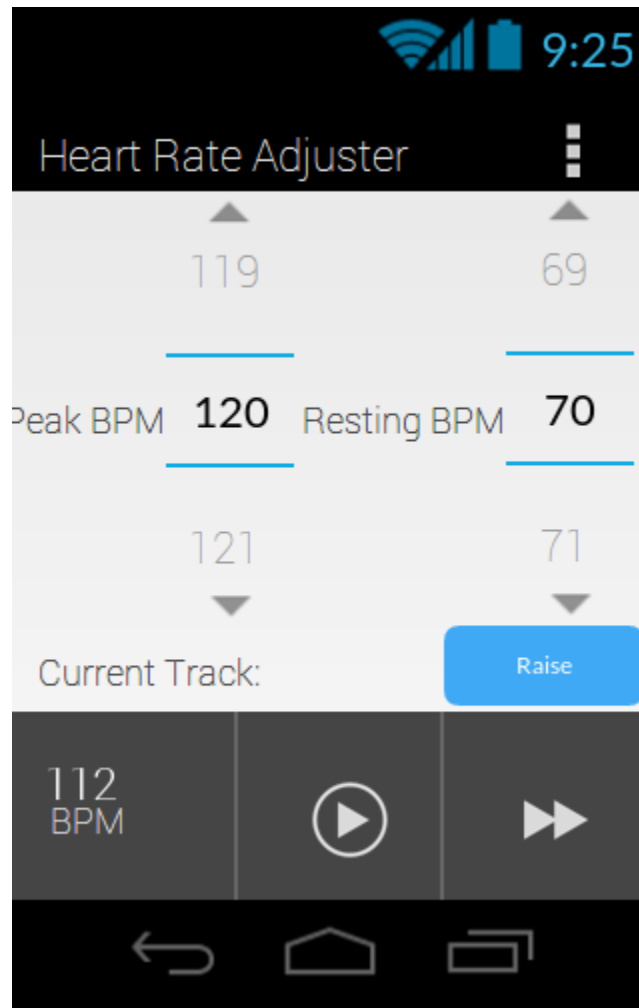 9:25
Heart Rate Adjuster
119 69
Peak BPM 120 Resting BPM 70
121 71
Current Track: Raise
112
BPM